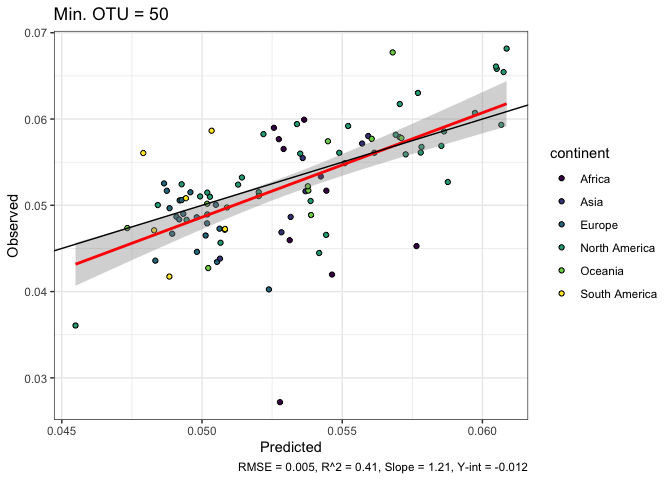 Min. OTU = 50
0.07
0.06
0.05
0.04
0.03
Observed
0.045
0.050
0.055
0.060
Predicted
continent
Africa
Asia
Europe
North America
Oceania
South America
RMSE = 0.005, R^2 = 0.41, Slope = 1.21, Y-int = -0.012